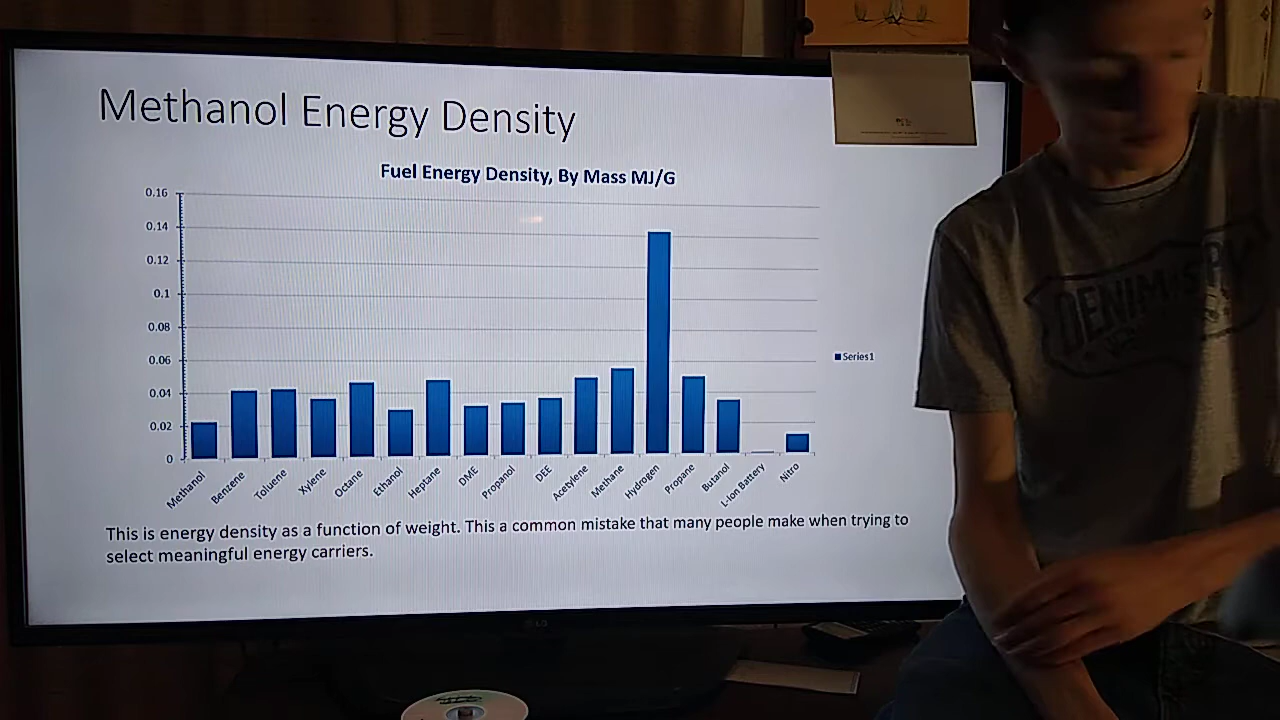 Methanol Energy Density
Fuel Energy Density, By Mass MJ/G
0.16
0.14
0.12
0.1
0.08
0.06
0.04
0.02
0
Methanol
Benzene
Toluene
Xylene
Octane
Ethanol
Heptane
DME
Propanol
DEE
Acetylene
Methane
Hydrogen
Propane
Butanol
L-ion Battery
Nitro
Series1
This is energy density as a function of weight. This a common mistake that many people make when trying to
select meaningful energy carriers.
LG
DENIM